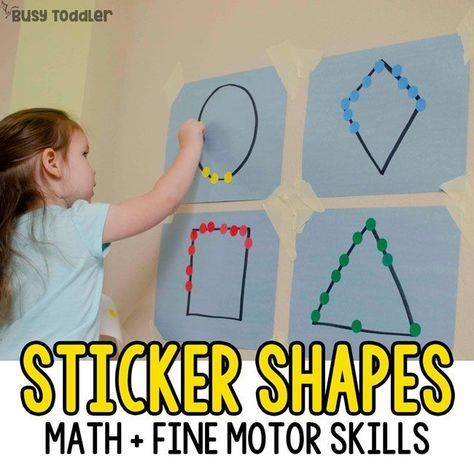 Busy Toddler
STICKER SHAPES
MATH + FINE MOTOR SKILLS